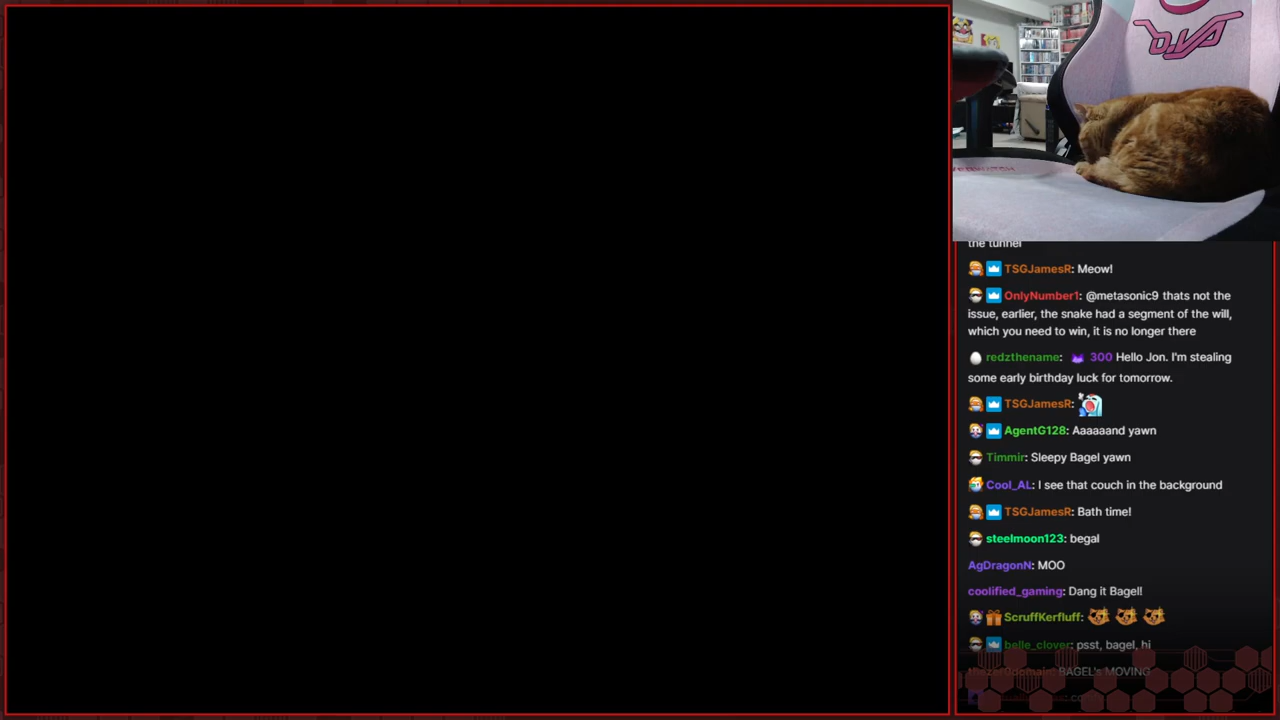 D.VA
the tunnel
TSGJamesR: Meow!
OnlyNumber1: @metasonic9 thats not the
issue, earlier, the snake had a segment of the will,
which you need to win, it is no longer there
redzthename: 300 Hello Jon. I'm stealing
some early birthday luck for tomorrow.
TSGJamesR:
AgentG128: Aaaaaand yawn
Timmir: Sleepy Bagel yawn
Cool_AL: I see that couch in the background
TSGJamesR: Bath time!
steelmoon123: begal
AgDragonN: MOO
coolified_gaming: Dang it Bagel!
ScruffKerfluff:
belle_clover: psst, bagel, hi
thezer0domain: BAGEL's MOVING